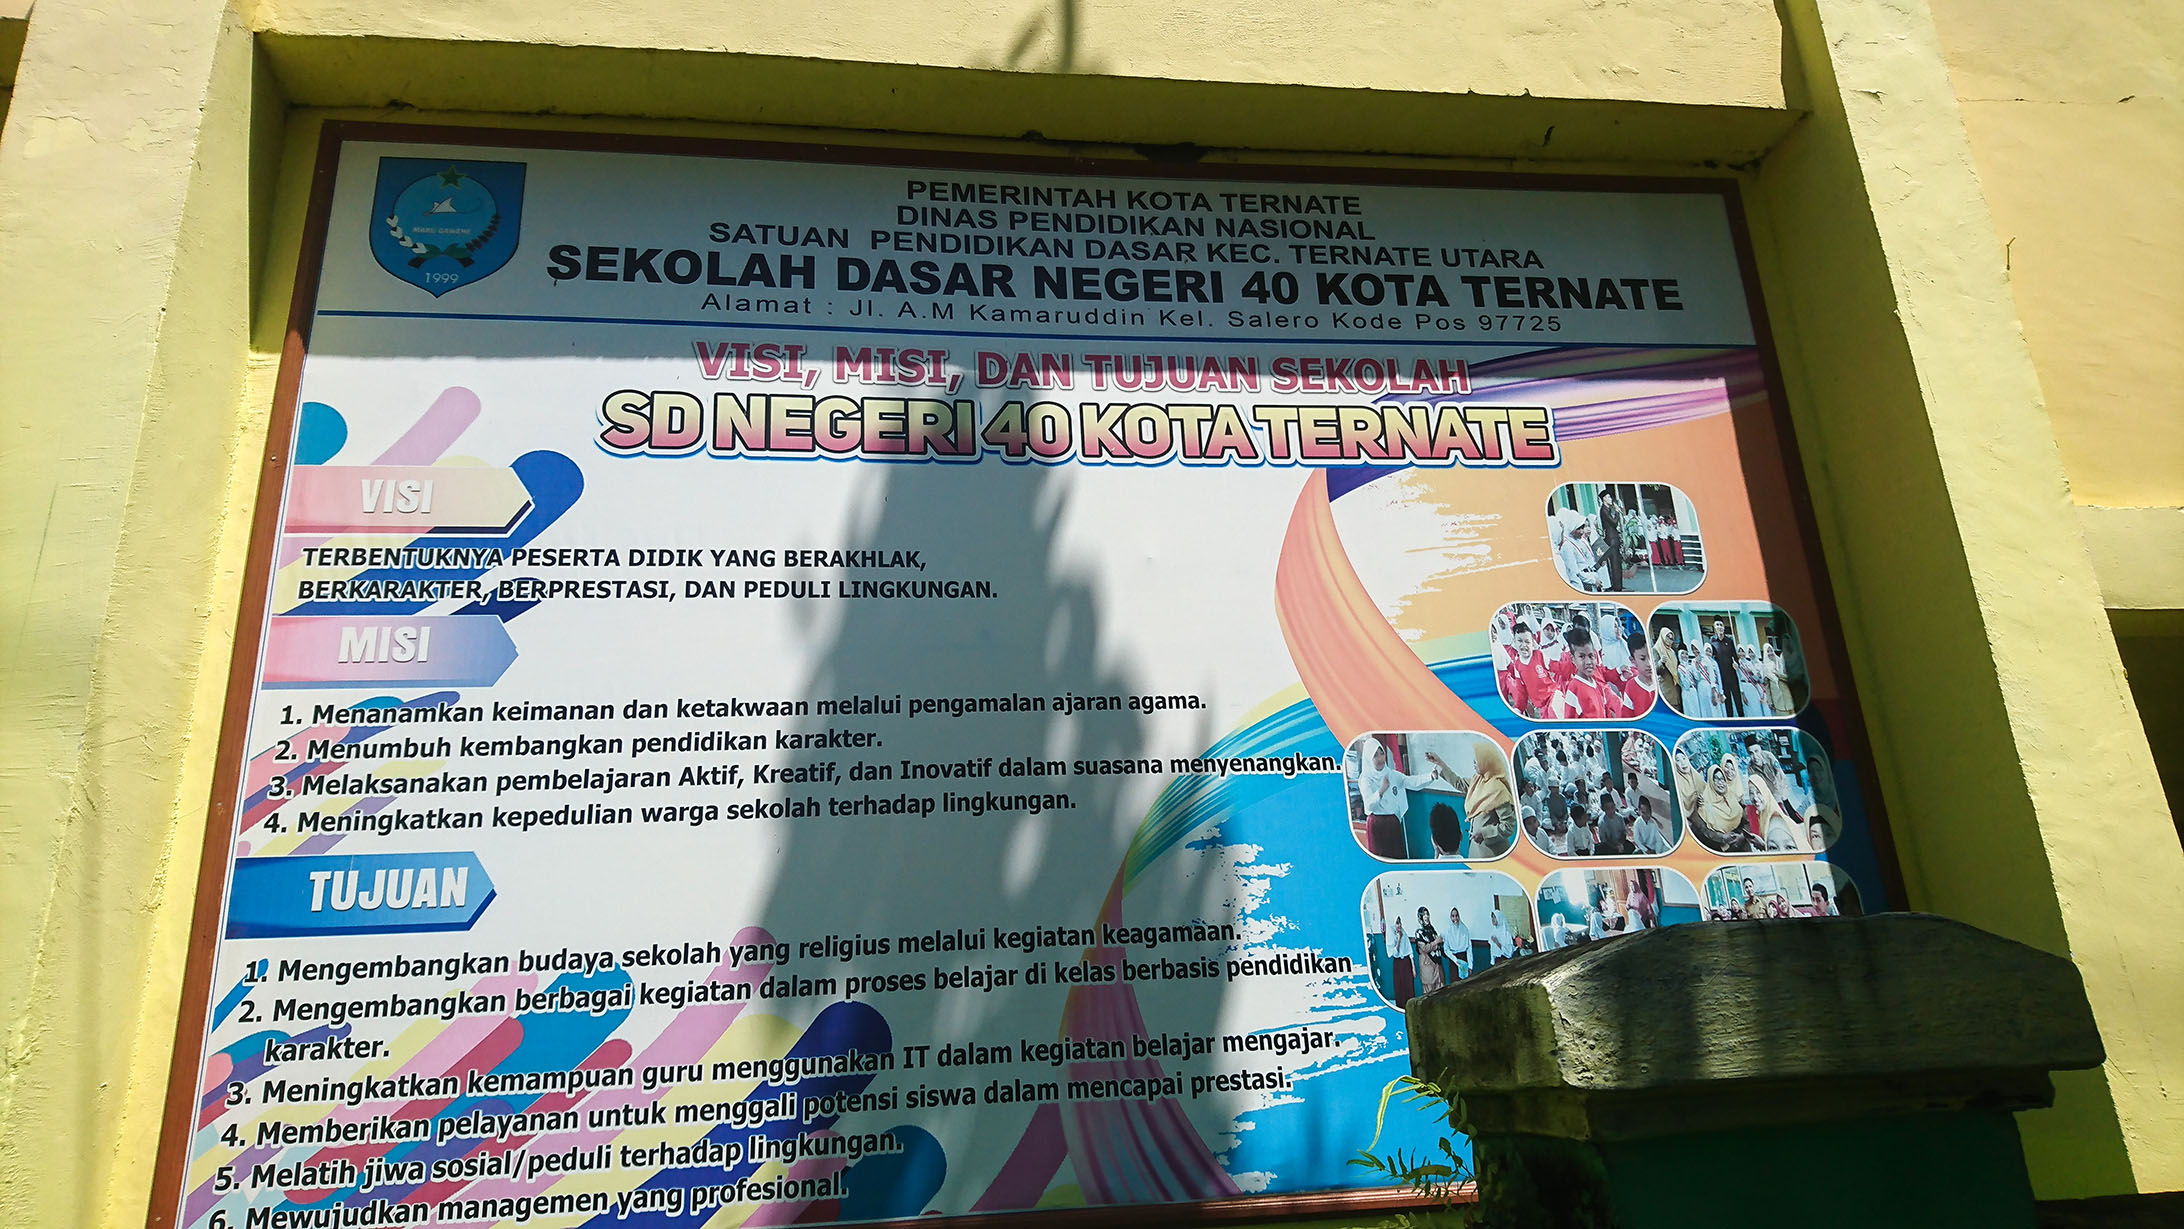 MARI GAWENE
1999
PEMERINTAH KOTA TERNATE
DINAS PENDIDIKAN NASIONAL
SATUAN PENDIDIKAN DASAR KEC. TERNATE UTARA
SEKOLAH DASAR NEGERI 40 KOTA TERNATE
Alamat : Jl. A.M Kamaruddin Kel. Salero Kode Pos 97725
VISI, MISI, DAN TUJUAN SEKOLAH
SD NEGERI 40 KOTA TERNATE
VISI
TERBENTUKNYA PESERTA DIDIK YANG BERAKHLAK,
BERKARAKTER, BERPRESTASI, DAN PEDULI LINGKUNGAN.
MISI
1. Menanamkan keimanan dan ketakwaan melalui pengamalan ajaran agama.
2. Menumbuh kembangkan pendidikan karakter.
3. Melaksanakan pembelajaran Aktif, Kreatif, dan Inovatif dalam suasana menyenangkan.
4. Meningkatkan kepedulian warga sekolah terhadap lingkungan.
TUJUAN
1. Mengembangkan budaya sekolah yang religius melalui kegiatan keagamaan.
2. Mengembangkan berbagai kegiatan dalam proses belajar di kelas berbasis pendidikan
karakter.
3. Meningkatkan kemampuan guru menggunakan IT dalam kegiatan belajar mengajar.
4. Memberikan pelayanan untuk menggali potensi siswa dalam mencapai prestasi.
5. Melatih jiwa sosial/peduli terhadap lingkungan.
6. Mewujudkan managemen yang profesional.